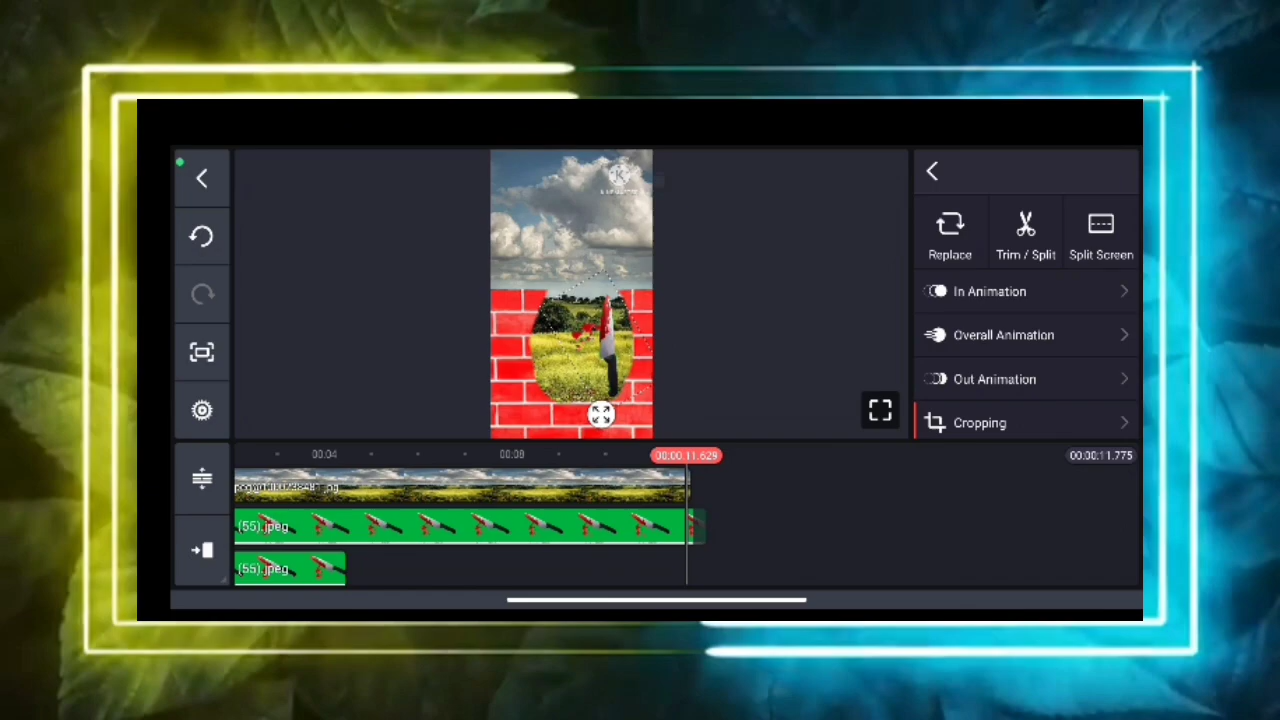 K
KINEMASTER
Replace
Trim / Split
Split Screen
In Animation
Overall Animation
Out Animation
Cropping
00:04
00:08
00:00:11.629
00:00:11.775
(55).jpeg
(55).jpeg